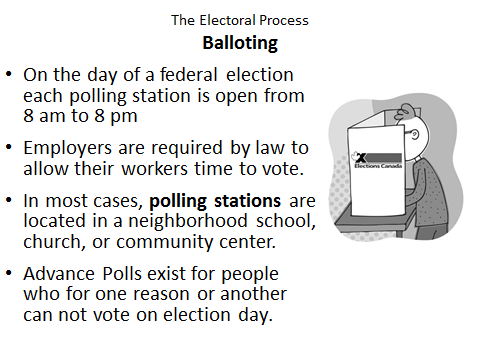 The Electoral Process
Balloting
• On the day of a federal election
each polling station is open from
8 am to 8 pm
• Employers are required by law to
allow their workers time to vote.
• In most cases, polling stations are
located in a neighborhood school,
church, or community center.
• Advance Polls exist for people
who for one reason or another
can not vote on election day.
Elections Canada